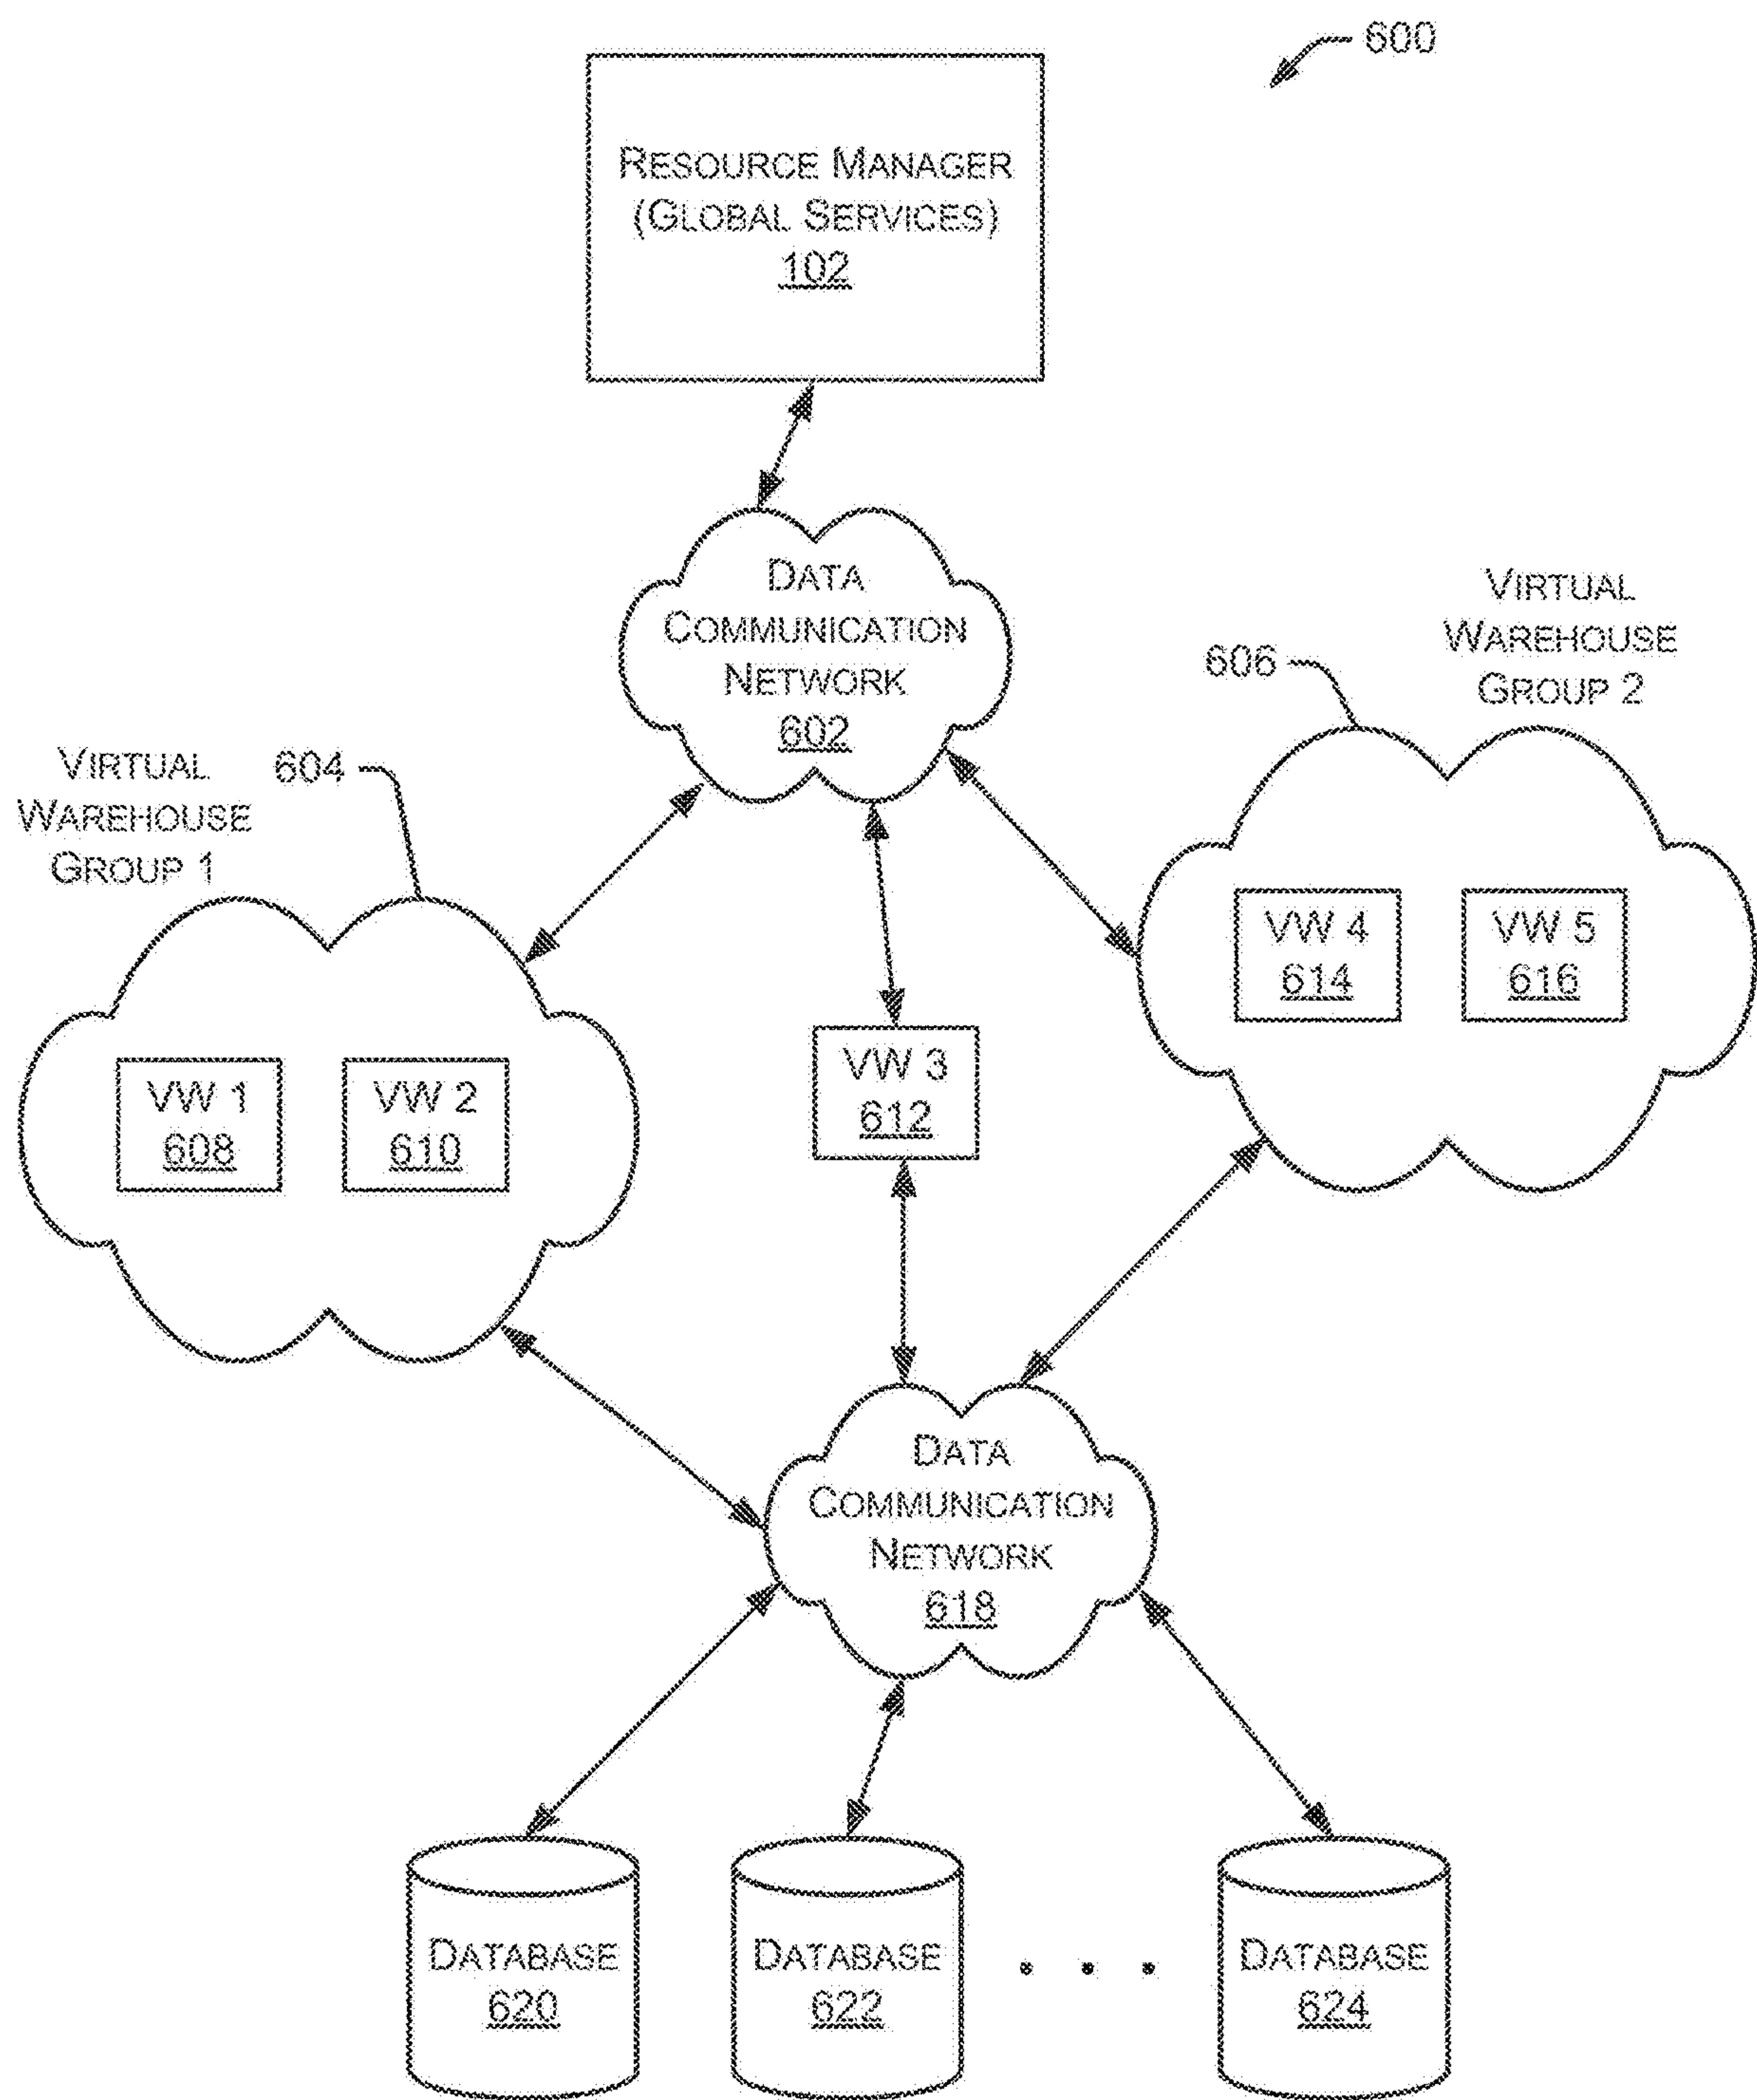 600
RESOURCE MANAGER
(GLOBAL SERVICES)
102
DATA
COMMUNICATION
NETWORK
602
VIRTUAL
WAREHOUSE
GROUP 2
606
VIRTUAL
WAREHOUSE
GROUP 1
604
VW 4
614
VW 5
616
VW 3
612
VW 1
608
VW 2
610
DATA
COMMUNICATION
NETWORK
618
DATABASE
620
DATABASE
622
. . .
DATABASE
624